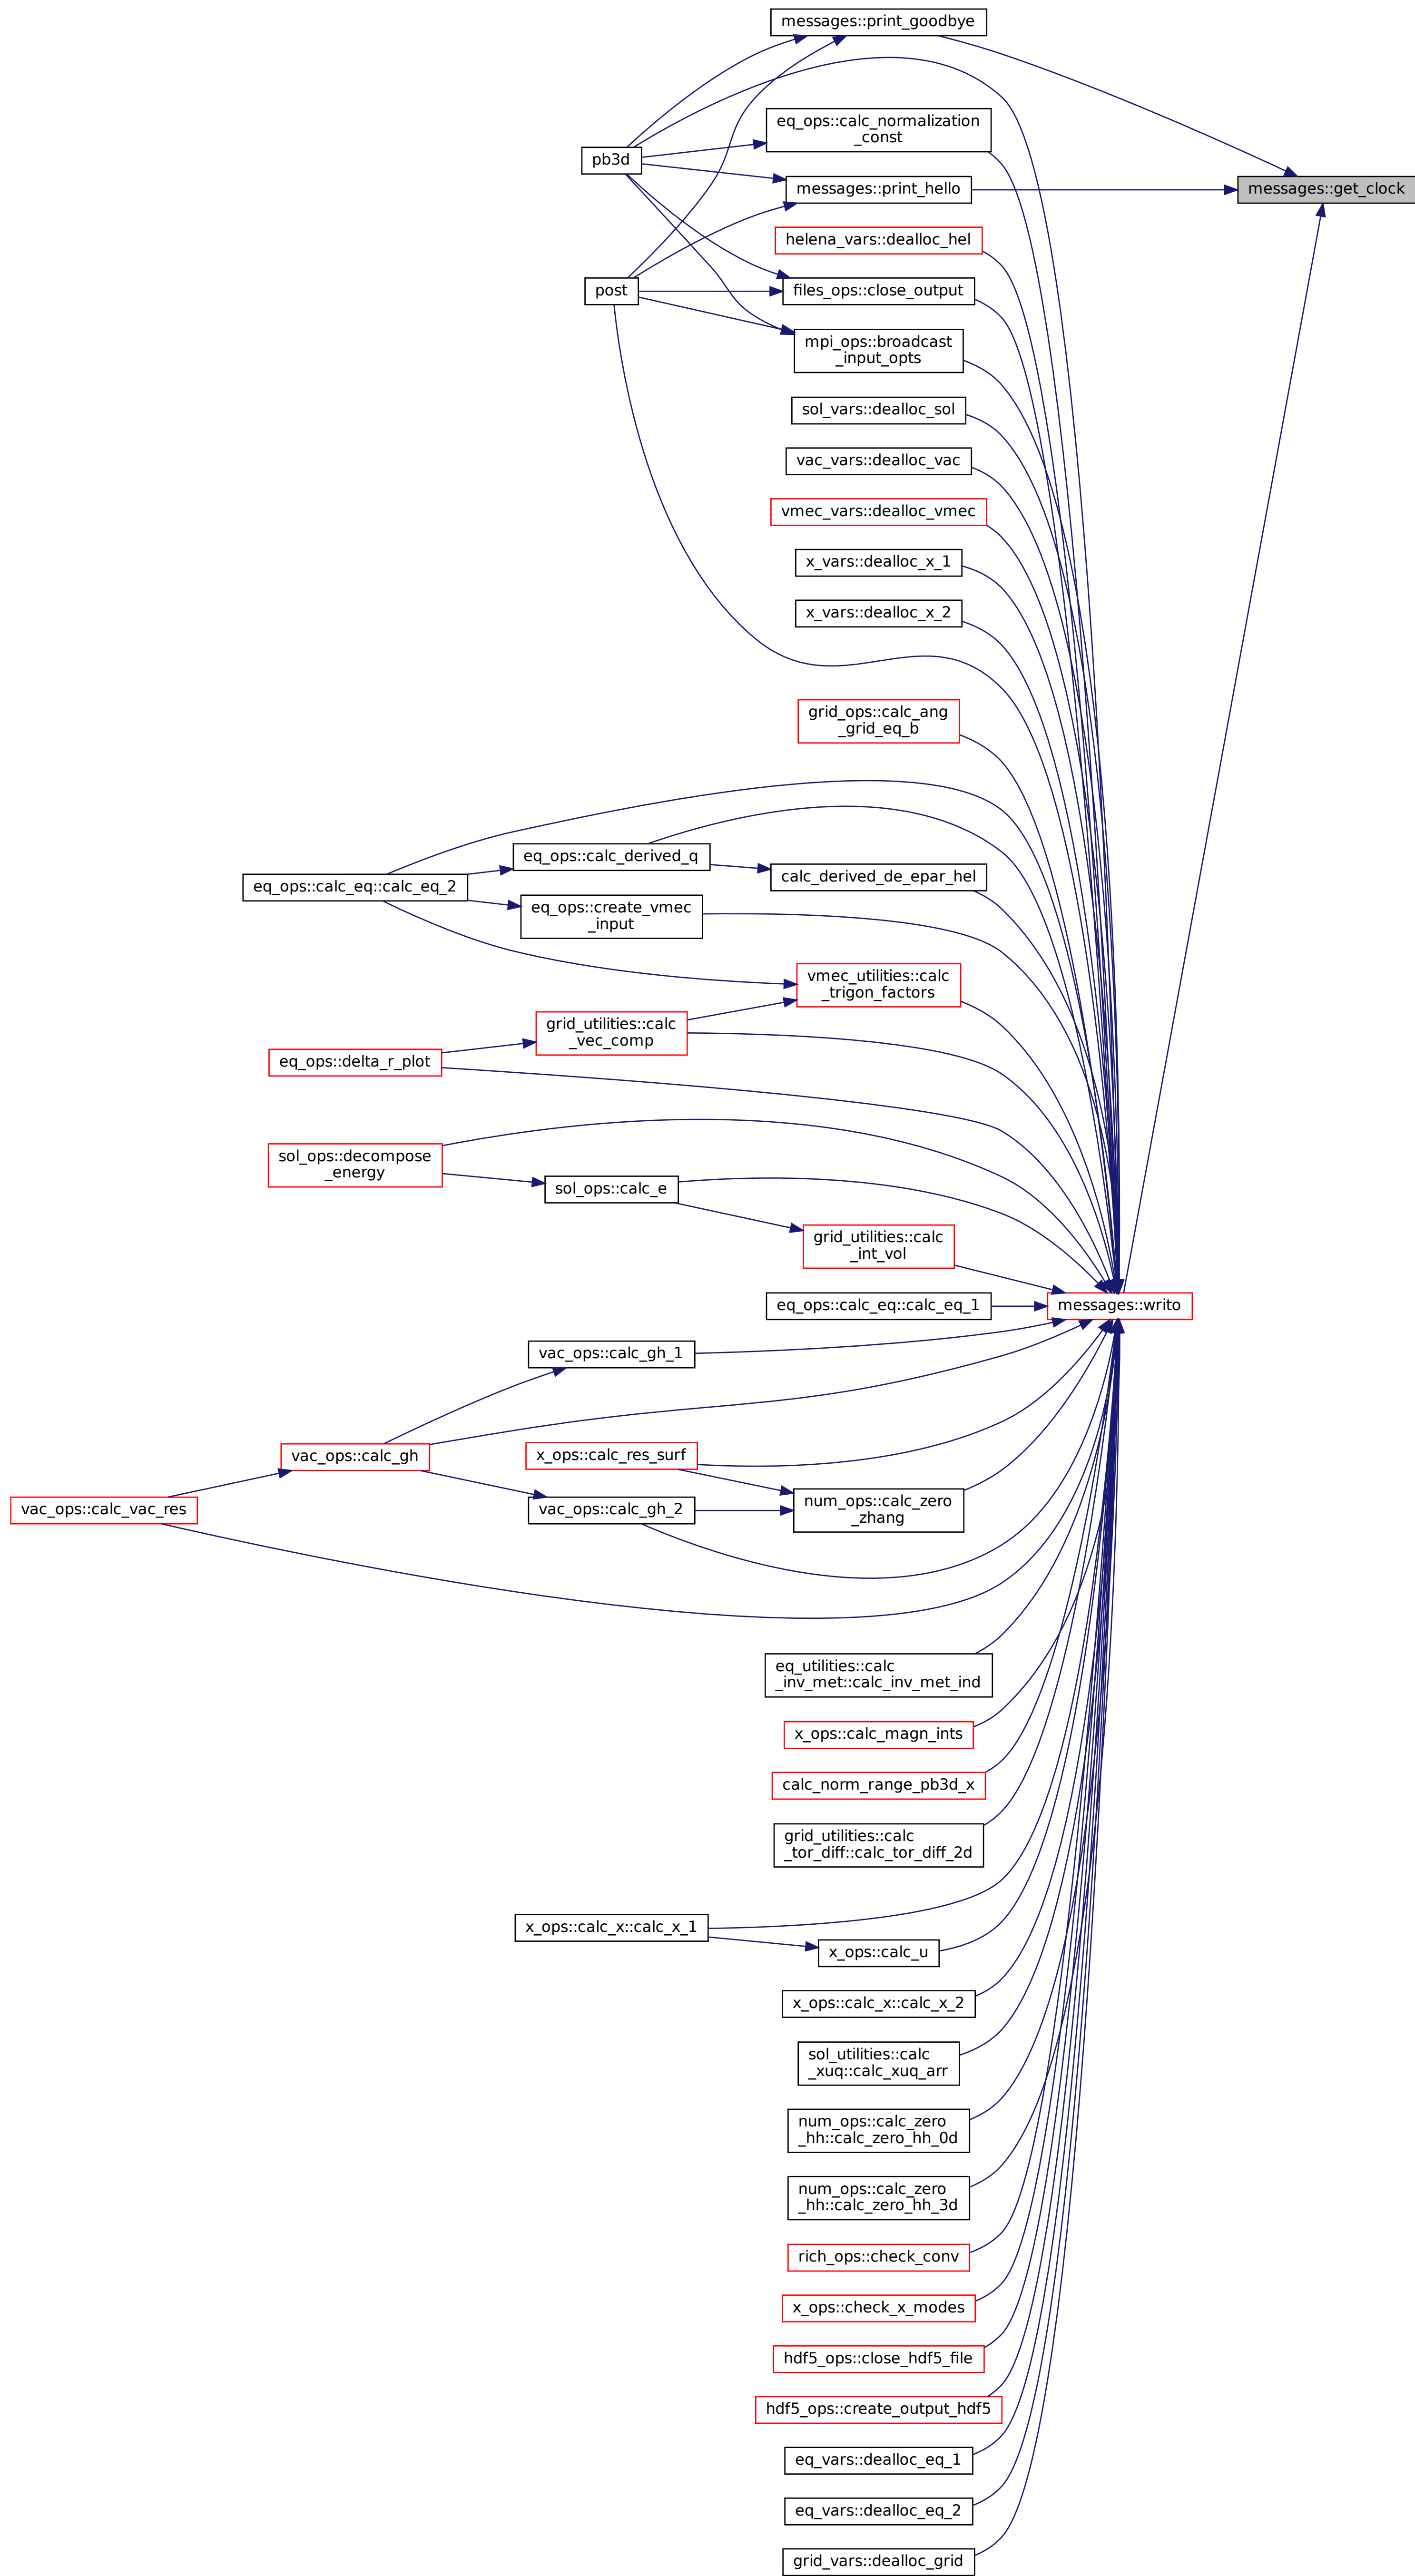 messages::print_goodbye
eq_ops::calc_normalization
_const
pb3d
messages::print_hello
messages::get_clock
helena_vars::dealloc_hel
post
files_ops::close_output
mpi_ops::broadcast
_input_opts
sol_vars::dealloc_sol
vac_vars::dealloc_vac
vmec_vars::dealloc_vmec
x_vars::dealloc_x_1
x_vars::dealloc_x_2
grid_ops::calc_ang
_grid_eq_b
eq_ops::calc_derived_q
calc_derived_de_epar_hel
eq_ops::calc_eq::calc_eq_2
eq_ops::create_vmec
_input
vmec_utilities::calc
_trigon_factors
grid_utilities::calc
_vec_comp
eq_ops::delta_r_plot
sol_ops::decompose
_energy
sol_ops::calc_e
grid_utilities::calc
_int_vol
eq_ops::calc_eq::calc_eq_1
messages::writo
vac_ops::calc_gh_1
vac_ops::calc_gh
x_ops::calc_res_surf
vac_ops::calc_vac_res
vac_ops::calc_gh_2
num_ops::calc_zero
_zhang
eq_utilities::calc
_inv_met::calc_inv_met_ind
x_ops::calc_magn_ints
calc_norm_range_pb3d_x
grid_utilities::calc
_tor_diff::calc_tor_diff_2d
x_ops::calc_x::calc_x_1
x_ops::calc_u
x_ops::calc_x::calc_x_2
sol_utilities::calc
_xuq::calc_xuq_arr
num_ops::calc_zero
_hh::calc_zero_hh_0d
num_ops::calc_zero
_hh::calc_zero_hh_3d
rich_ops::check_conv
x_ops::check_x_modes
hdf5_ops::close_hdf5_file
hdf5_ops::create_output_hdf5
eq_vars::dealloc_eq_1
eq_vars::dealloc_eq_2
grid_vars::dealloc_grid